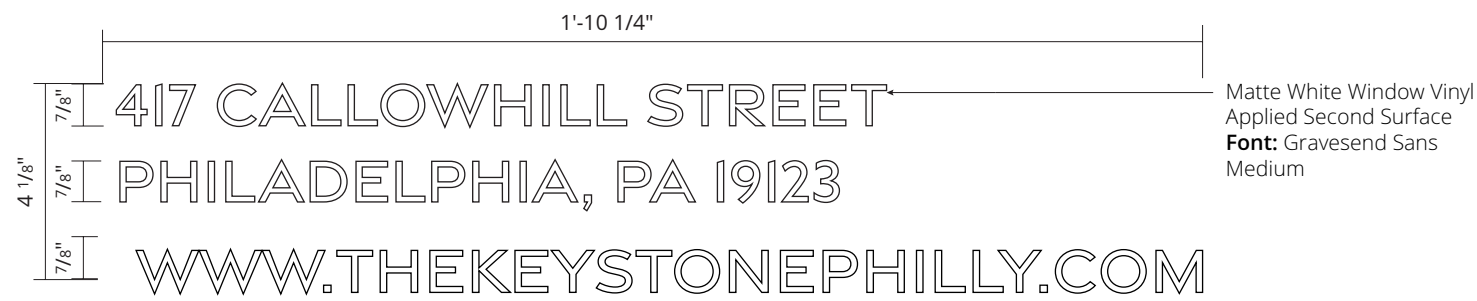 1'-10 1/4"
4 1/8"
7/8"
417 CALLOWHILL STREET
7/8"
PHILADELPHIA, PA 19123
7/8"
WWW.THEKEYSTONEPHILLY.COM
Matte White Window Vinyl
Applied Second Surface
Font: Gravesend Sans
Medium